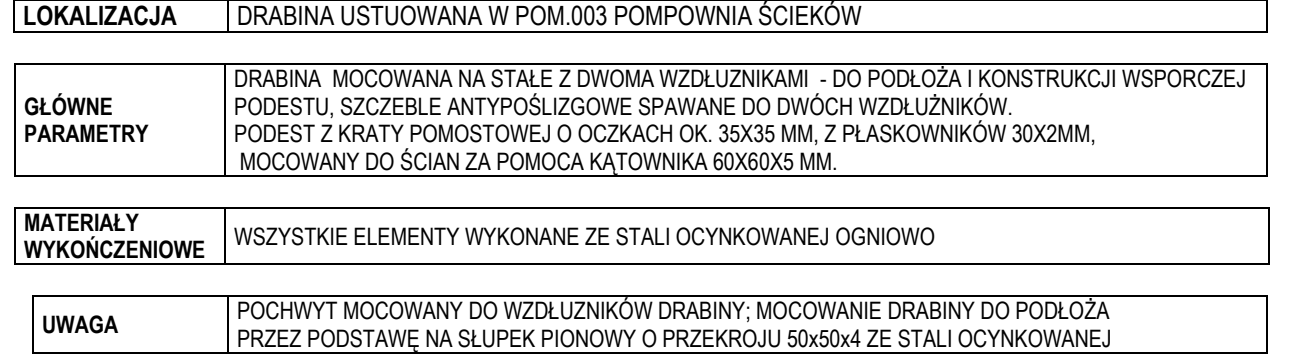 LOKALIZACJA DRABINA USTUOWANA W POM.003 POMPOWNIA ŚCIEKÓW
GŁÓWNE PARAMETRY
DRABINA MOCOWANA NA STAŁE Z DWOMA WZDŁUZNIKAMI - DO PODŁOŻA I KONSTRUKCJI WSPORCZEJ
PODESTU, SZCZEBLE ANTYPOŚLIZGOWE SPAWANE DO DWÓCH WZDŁUŻNIKÓW.
PODEST Z KRATY POMOSTOWEJ O OCZKACH OK. 35X35 MM, Z PŁASKOWNIKÓW 30X2MM,
MOCOWANY DO ŚCIAN ZA POMOCA KĄTOWNIKA 60X60X5 MM.
MATERIAŁY
WYKOŃCZENIOWE
WSZYSTKIE ELEMENTY WYKONANE ZE STALI OCYNKOWANEJ OGNIOWO
UWAGA
POCHWYT MOCOWANY DO WZDŁUZNIKÓW DRABINY; MOCOWANIE DRABINY DO PODŁOŻA
PRZEZ PODSTAWĘ NA SŁUPEK PIONOWY O PRZEKROJU 50x50x4 ZE STALI OCYNKOWANEJ